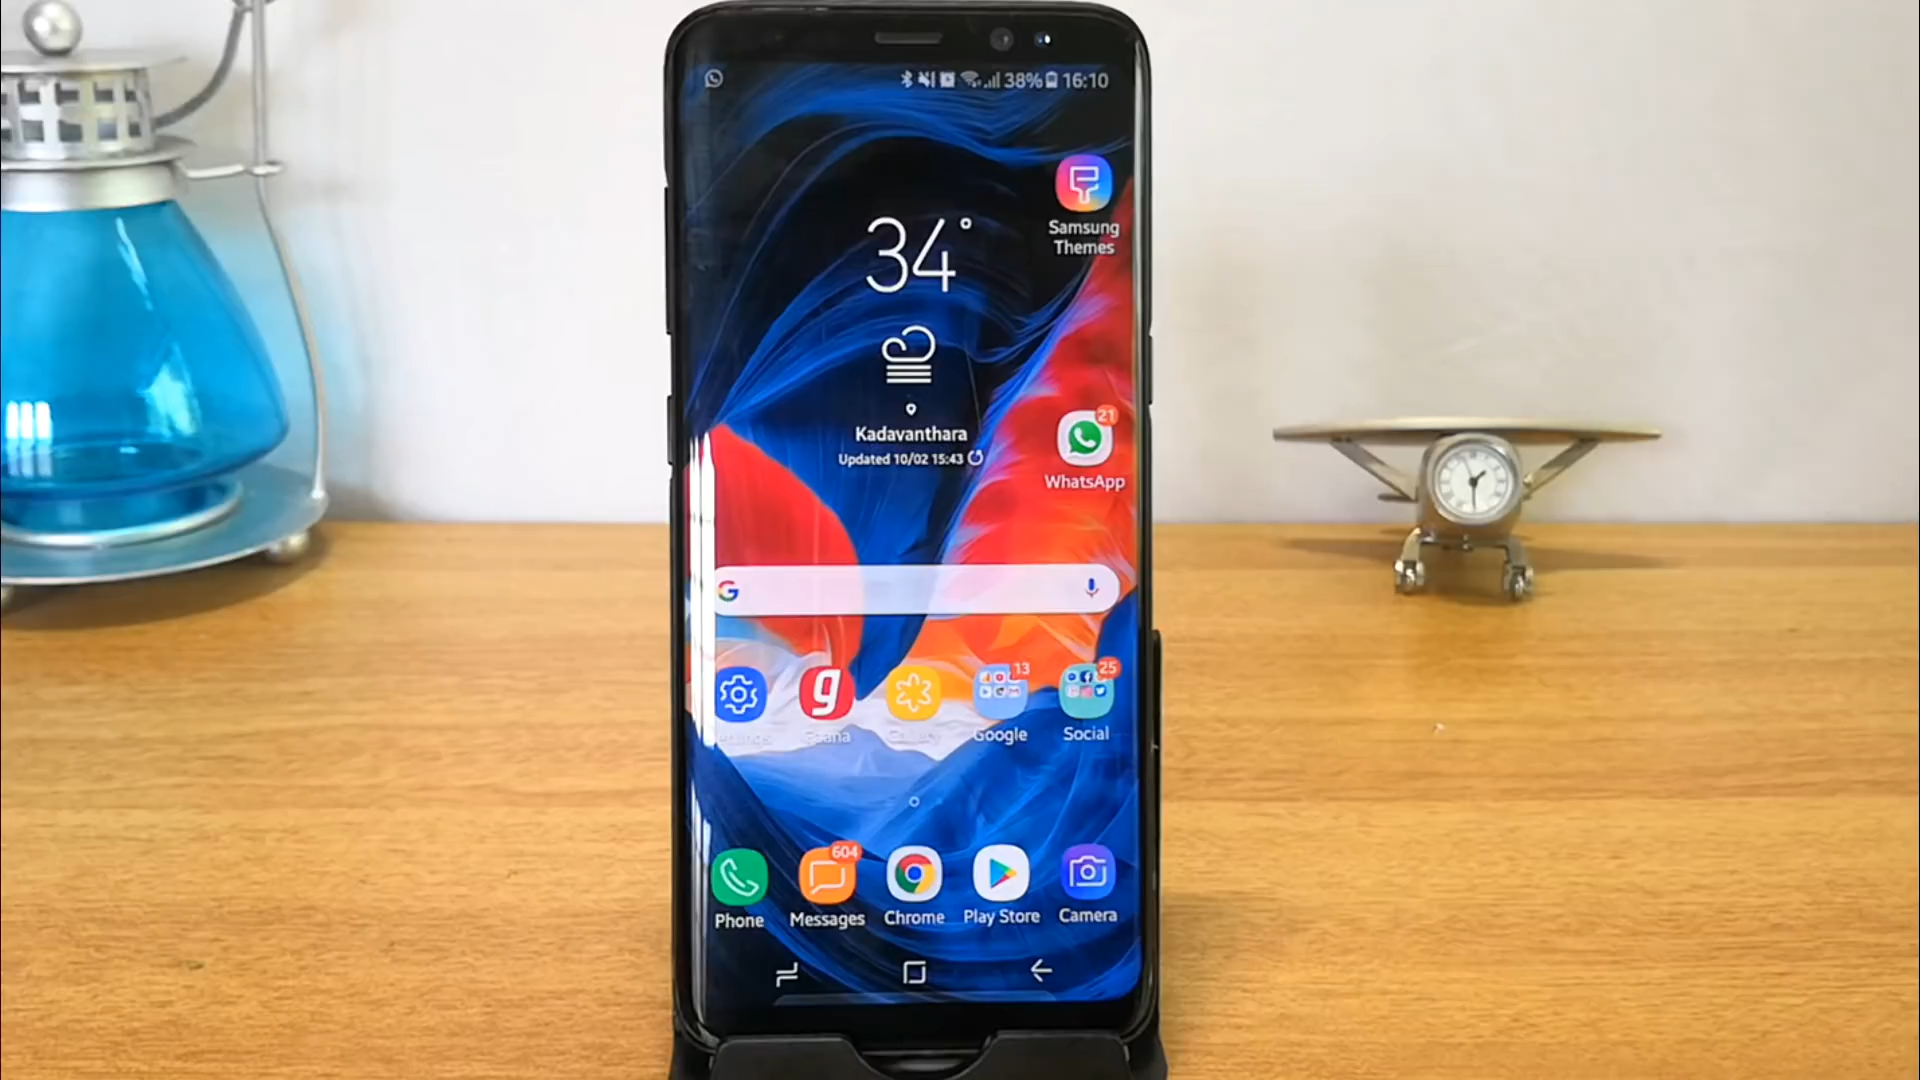 38% 16:10
Samsung
Themes
34°
Kadavanthara
Updated 10/02 15:43
21
WhatsApp
G
13
25
g
Google
Social
604
Phone
Messages
Chrome
Play Store
Camera